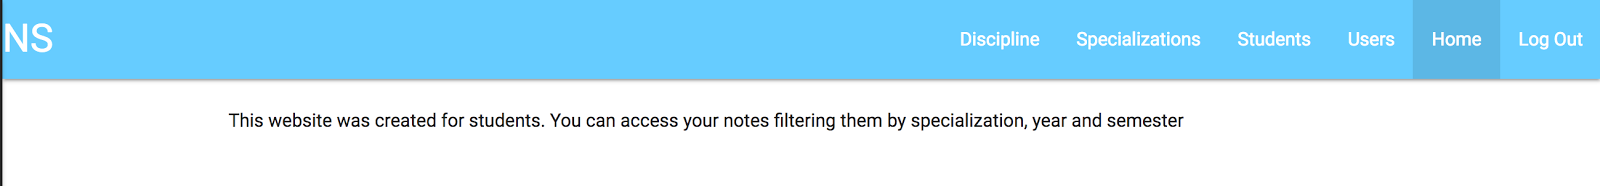 NS Discipline Specializations Students Users Home Log Out
This website was created for students. You can access your notes filtering them by specialization, year and semester